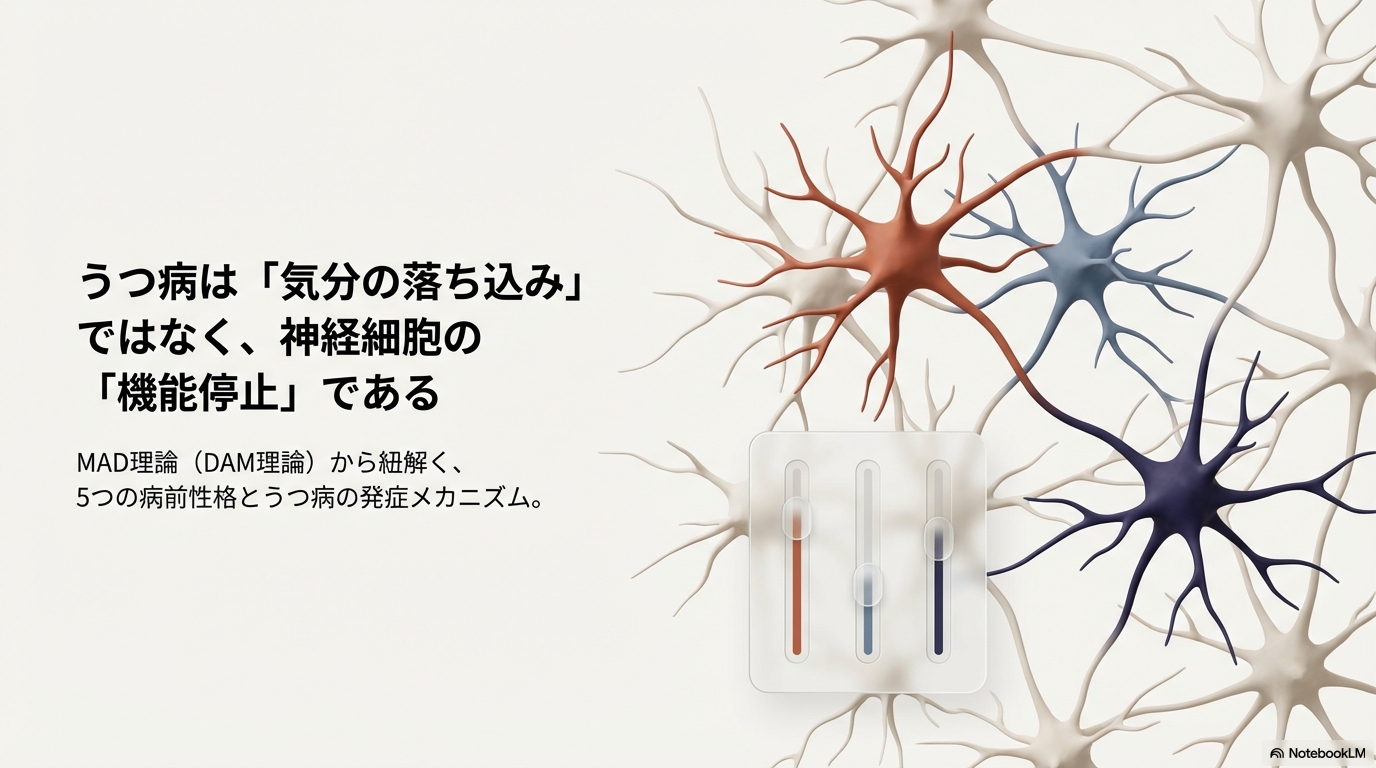 うつ病は「気分の落ち込み」
ではなく、神経細胞の
「機能停止」である
MAD理論（DAM理論）から紐解く、
5つの病前性格とうつ病の発症メカニズム。
NotebookLM